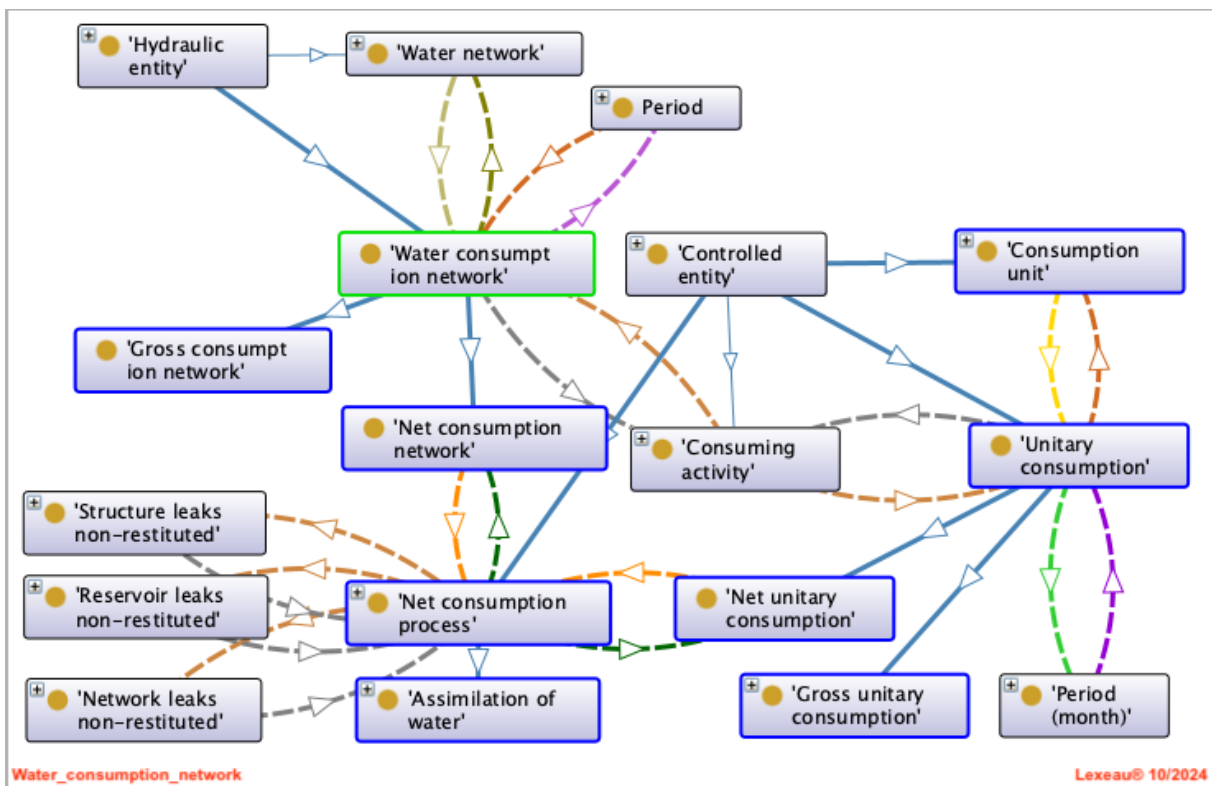 'Hydraulic
entity'
'Water network'
Period
'Water consumpt
ion network'
'Controlled
entity'
'Consumption
unit'
'Gross consumpt
ion network'
'Net consumption
network'
'Consuming
activity'
'Unitary
consumption'
'Structure leaks
non-restituted'
'Reservoir leaks
non-restituted'
'Net consumption
process'
'Net unitary
consumption'
'Network leaks
non-restituted'
'Assimilation of
water'
'Gross unitary
consumption'
'Period
(month)'
Water_consumption_network
Lexeau® 10/2024